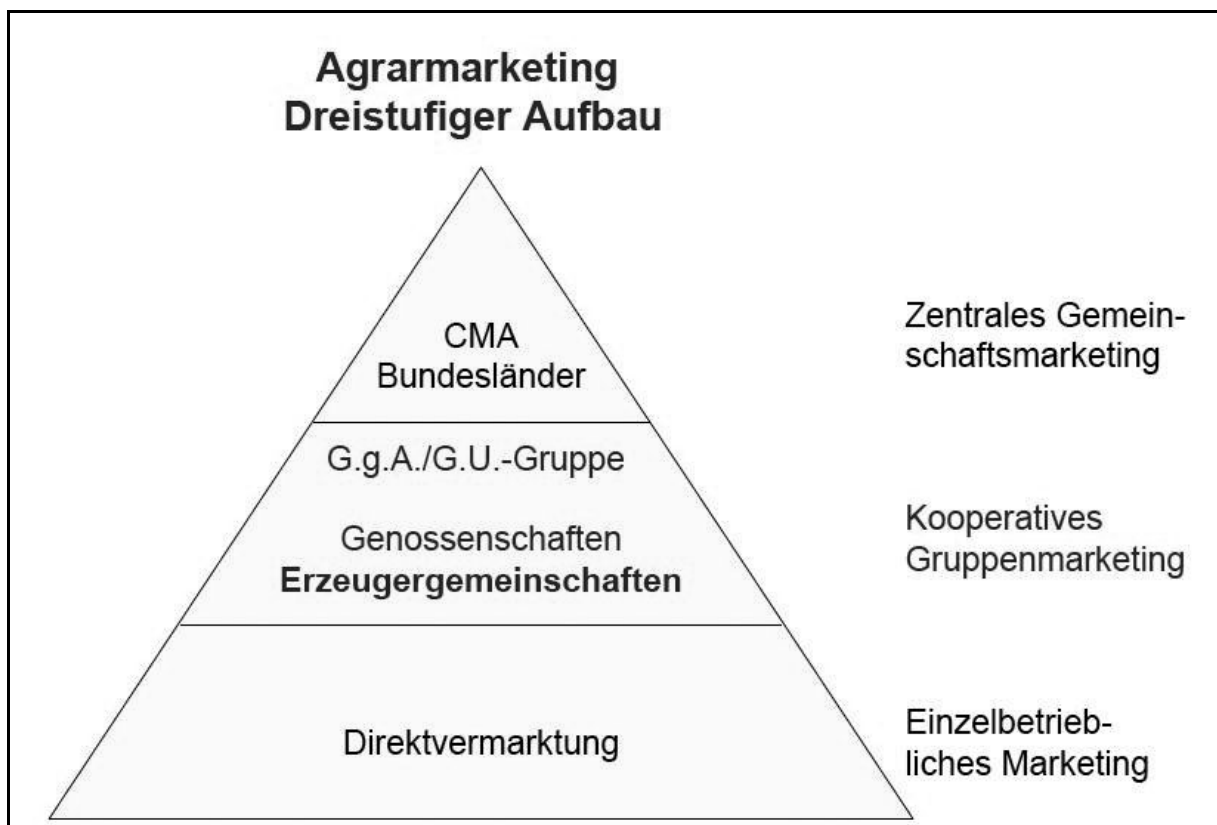 Agrarmarketing
Dreistufiger Aufbau
CMA
Bundesländer
Zentrales Gemein-
schaftsmarketing
G.g.A./G.U.-Gruppe
Genossenschaften
Erzeugergemeinschaften
Kooperatives
Gruppenmarketing
Direktvermarktung
Einzelbetrieb-
liches Marketing